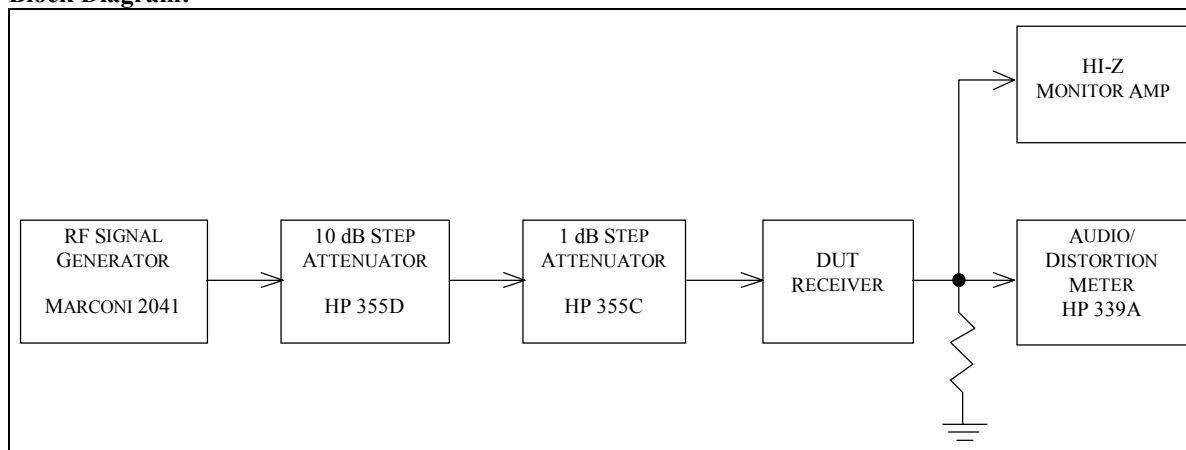 Block Diagram:
HI-Z
MONITOR AMP
RF SIGNAL
GENERATOR
MARCONI 2041
10 dB STEP
ATTENUATOR
HP 355D
1 dB STEP
ATTENUATOR
HP 355C
DUT
RECEIVER
AUDIO/
DISTORTION
METER
HP 339A